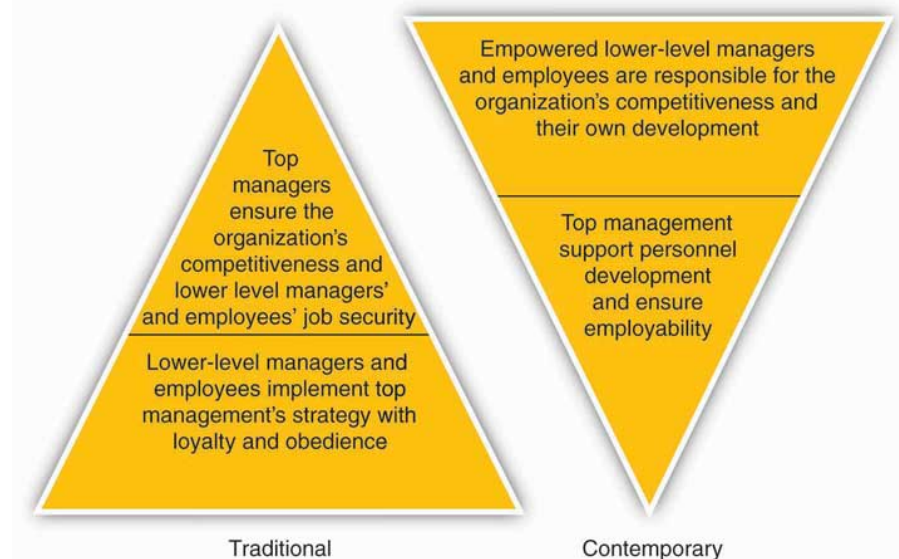 Top
managers
ensure the
organization's
competitiveness and
lower level managers'
and employees' job security
Lower-level managers and
employees implement top
management's strategy with
loyalty and obedience
Traditional
Empowered lower-level managers
and employees are responsible for the
organization's competitiveness and
their own development
Top management
support personnel
development
and ensure
employability
Contemporary